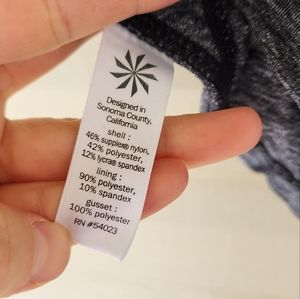 Designed in
Sonoma County,
California
shell :
46% supplex® nylon,
42% polyester,
12% lycra® spandex
lining :
90% polyester,
10% spandex
gusset :
100% polyester
RN #54023